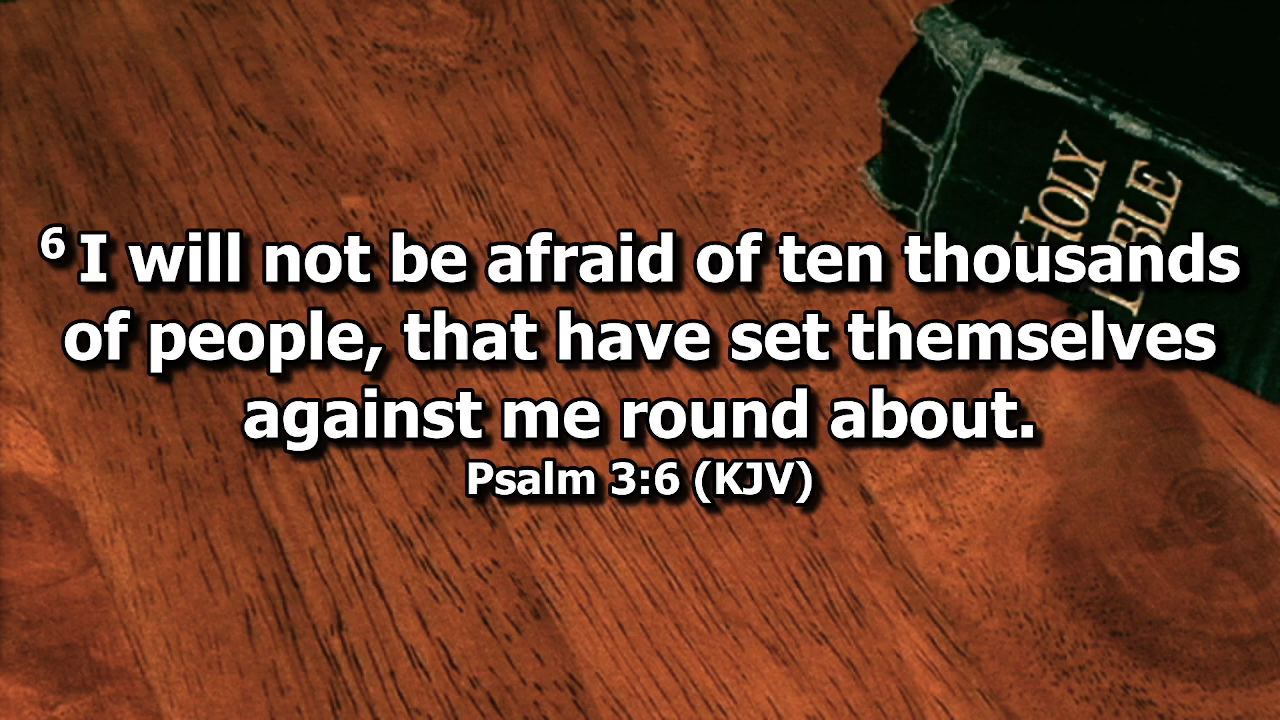 HOLY
BIBLE
6 I will not be afraid of ten thousands
of people, that have set themselves
against me round about.
Psalm 3:6 (KJV)